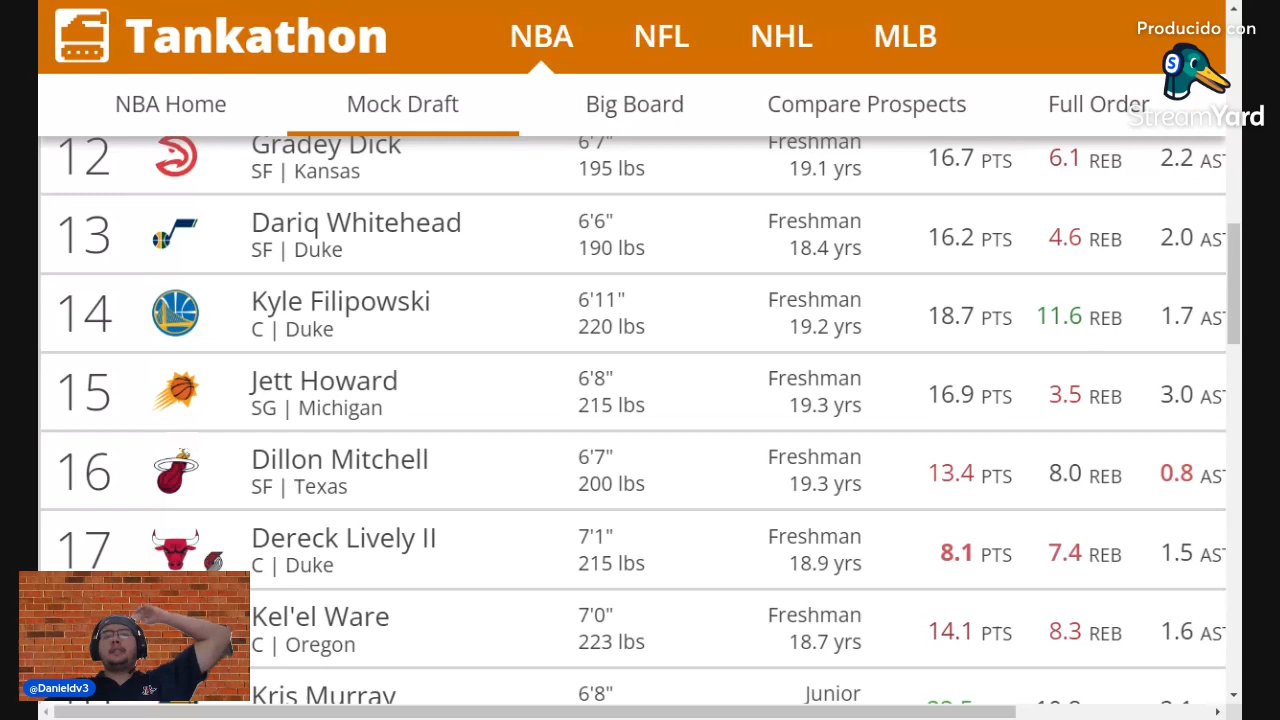 Tankathon
NBA
NFL
NHL
MLB
Producido con
StreamYard
NBA Home
Mock Draft
Big Board
Compare Prospects
Full Order
12
Gradey Dick
SF | Kansas
6'7"
195 lbs
Freshman
19.1 yrs
16.7 PTS
6.1 REB
2.2 AST
13
Dariq Whitehead
SF | Duke
6'6"
190 lbs
Freshman
18.4 yrs
16.2 PTS
4.6 REB
2.0 AST
14
Kyle Filipowski
C | Duke
6'11"
220 lbs
Freshman
19.2 yrs
18.7 PTS
11.6 REB
1.7 AST
15
Jett Howard
SG | Michigan
6'8"
215 lbs
Freshman
19.3 yrs
16.9 PTS
3.5 REB
3.0 AST
16
Dillon Mitchell
SF | Texas
6'7"
200 lbs
Freshman
19.3 yrs
13.4 PTS
8.0 REB
0.8 AST
17
Dereck Lively II
C | Duke
7'1"
215 lbs
Freshman
18.9 yrs
8.1 PTS
7.4 REB
1.5 AST
Kel'el Ware
C | Oregon
7'0"
223 lbs
Freshman
18.7 yrs
14.1 PTS
8.3 REB
1.6 AST
Kris Murray
6'8"
Junior
@Danieldv3